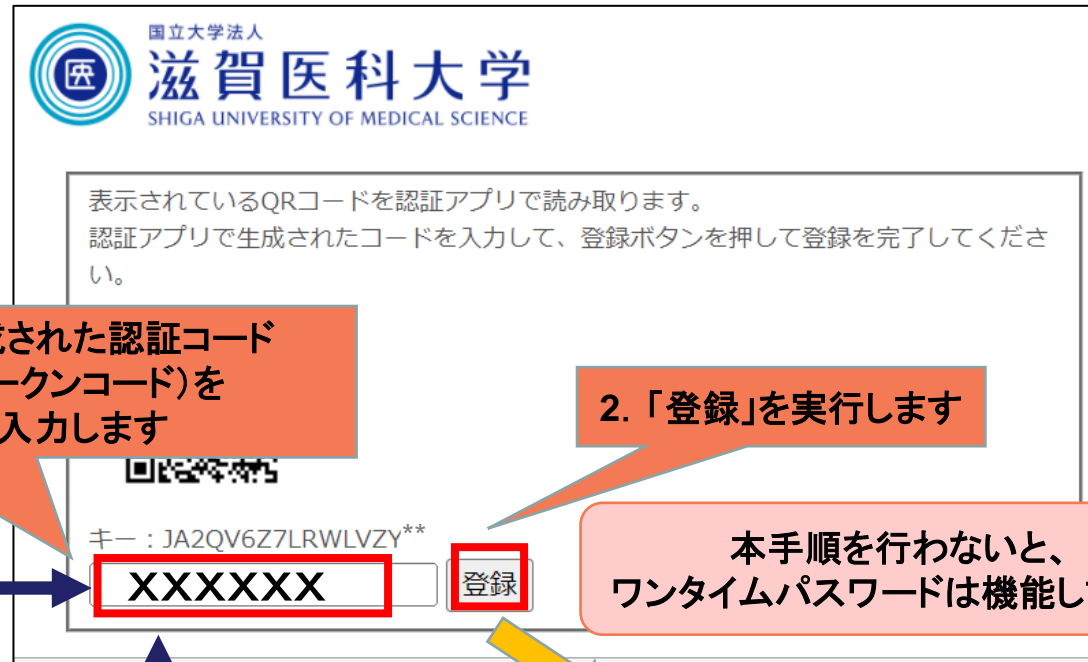 国立大学法人
滋賀医科大学
SHIGA UNIVERSITY OF MEDICAL SCIENCE
表示されているQRコードを認証アプリで読み取ります。
認証アプリで生成されたコードを入力して、登録ボタンを押して登録を完了してくださ
い。
された認証コード
ークンコード）を
入力します
2. 「登録」を実行します
キー：JA2QV6Z7LRWLVZY**
XXXXXX
登録
本手順を行わないと、
ワンタイムパスワードは機能し